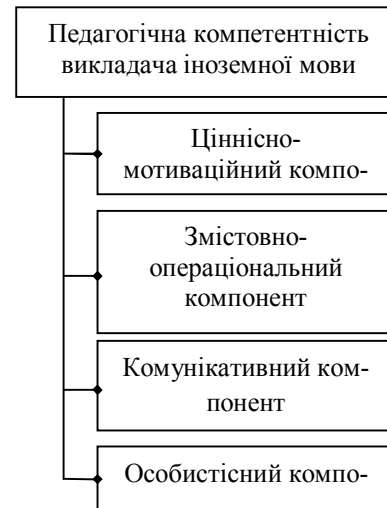 Педагогічна компетентність
викладача іноземної мови
Ціннісно-
мотиваційний компо-
Змістовно-
операціональний
компонент
Комунікативний ком-
понент
Особистісний компо-